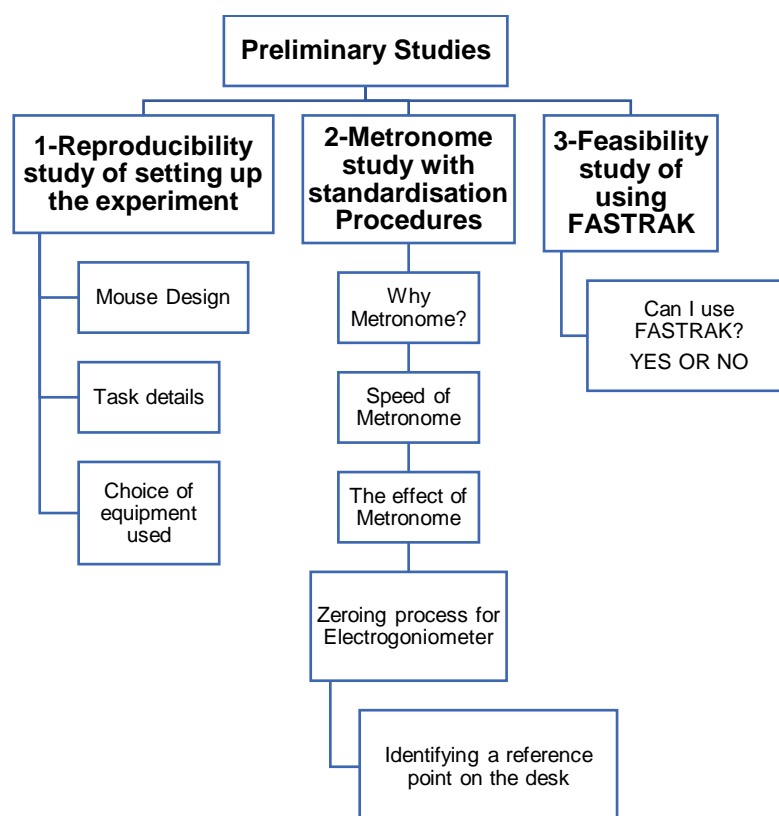 Preliminary Studies
1-Reproducibility
study of setting up
the experiment
Mouse Design
Task details
Choice of
equipment
used
2-Metronome
study with
standardisation
Procedures
Why
Metronome?
Speed of
Metronome
The effect of
Metronome
Zeroing process for
Electrogoniometer
Identifying a reference
point on the desk
3-Feasibility
study of
using
FASTRAK
Can I use
FASTRAK?
YES OR NO